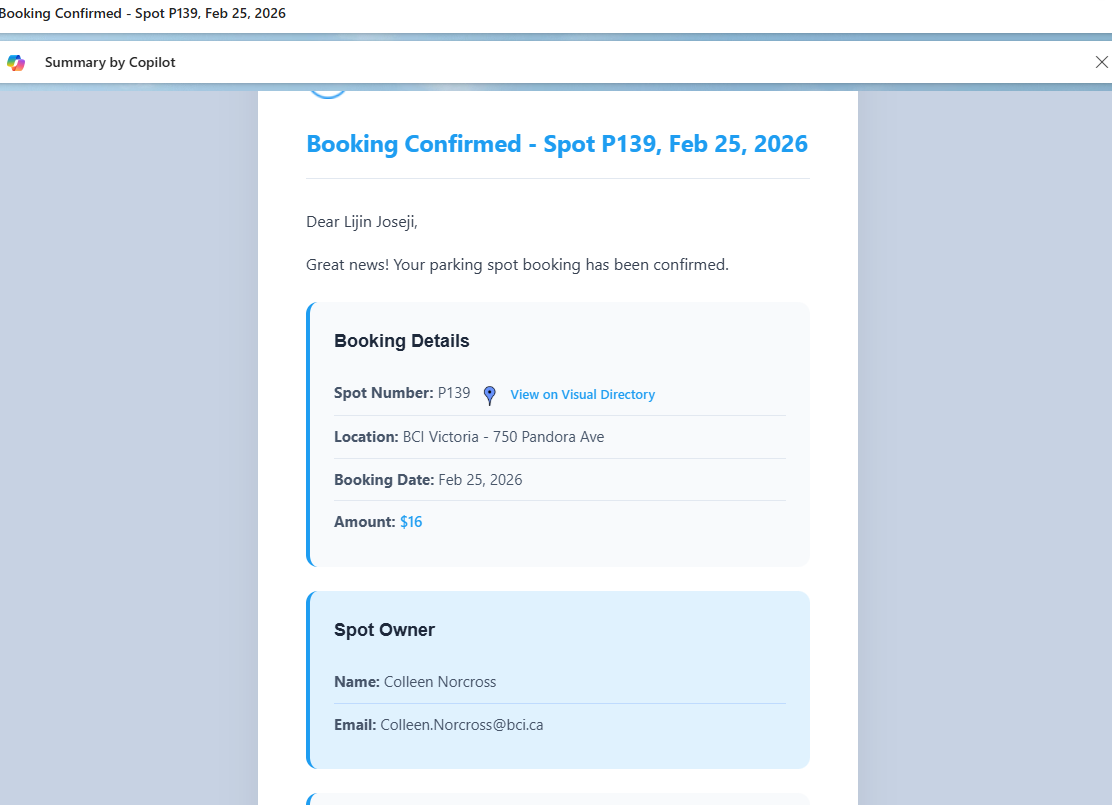 Booking Confirmed - Spot P139, Feb 25, 2026
Summary by Copilot
Booking Confirmed - Spot P139, Feb 25, 2026
Dear Lijin Joseji,
Great news! Your parking spot booking has been confirmed.
Booking Details
Spot Number: P139 View on Visual Directory
Location: BCI Victoria - 750 Pandora Ave
Booking Date: Feb 25, 2026
Amount: $16
Spot Owner
Name: Colleen Norcross
Email: Colleen.Norcross@bci.ca